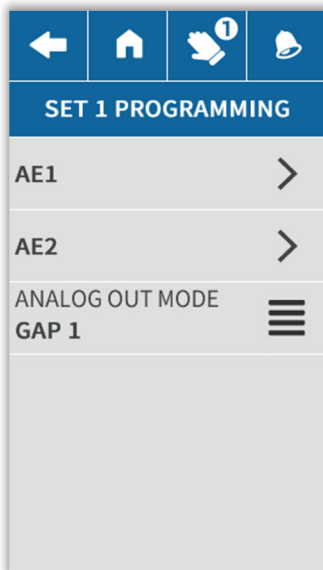 1
SET 1 PROGRAMMING
AE1
AE2
ANALOG OUT MODE
GAP 1